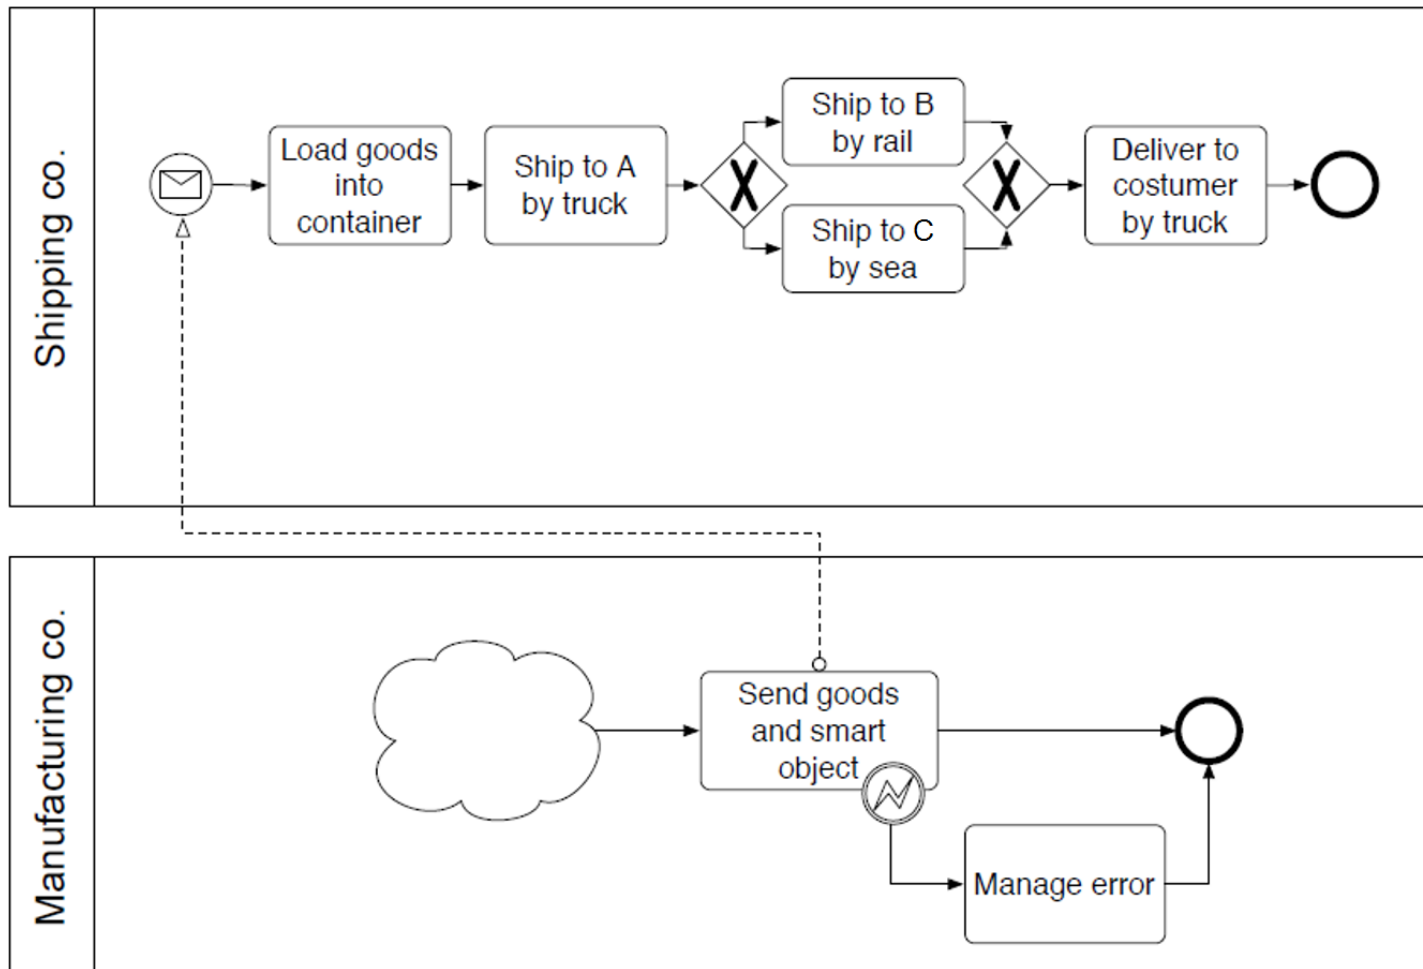 Shipping co.
Load goods
into
container
Ship to A
by truck
X
Ship to B
by rail
Ship to C
by sea
X
Deliver to
costumer
by truck
Manufacturing co.
Send goods
and smart
object
Manage error